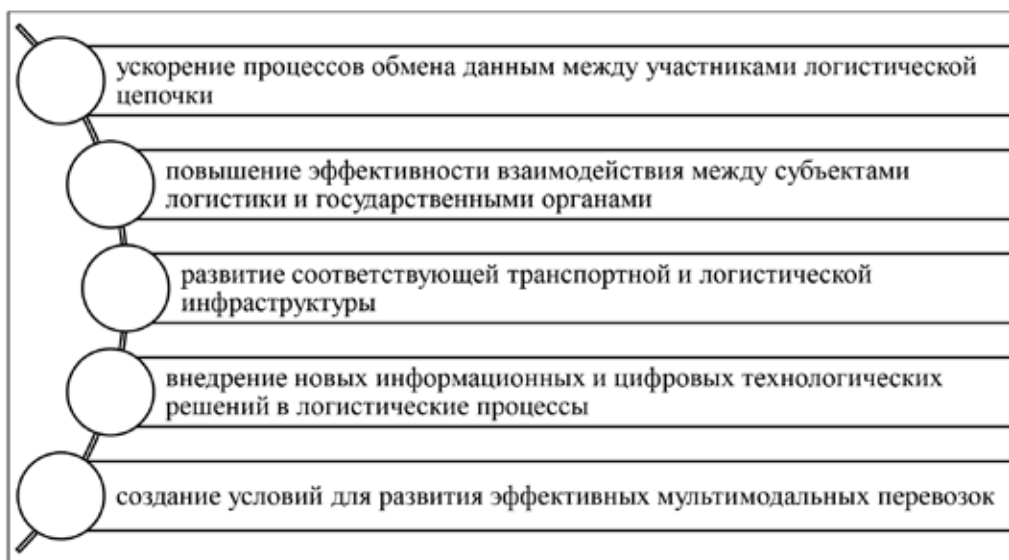 ускорение процессов обмена данным между участниками логистической
цепочки
повышение эффективности взаимодействия между субъектами
логистики и государственными органами
развитие соответствующей транспортной и логистической
инфраструктуры
внедрение новых информационных и цифровых технологических
решений в логистические процессы
создание условий для развития эффективных мультимодальных перевозок